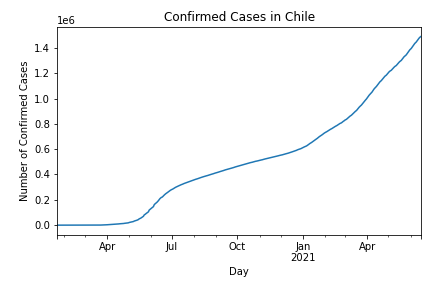 Confirmed Cases in Chile
1e6
1.4
1.2
1.0
0.8
0.6
0.4
0.2
0.0
Number of Confirmed Cases
Apr
Jul
Oct
Jan
2021
Apr
Day